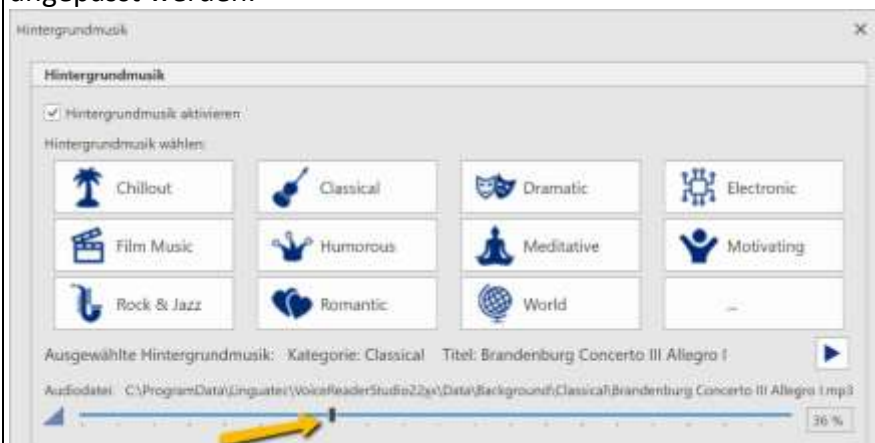 angepasst werden.
Hintergrundmusik
Hintergrundmusik
Hintergrundmusik aktivieren
Hintergrundmusik wählen:
Chillout Classical Dramatic Electronic
Film Music Humorous Meditative Motivating
Rock & Jazz Romantic World ...
Ausgewählte Hintergrundmusik: Kategorie: Classical Titel: Brandenburg Concerto III Allegro I
Audiodatei: C:\ProgramData\Linguatec\VoiceReaderStudio22xx\Data\Background\Classical\Brandenburg Concerto III Allegro I.mp3
36 %